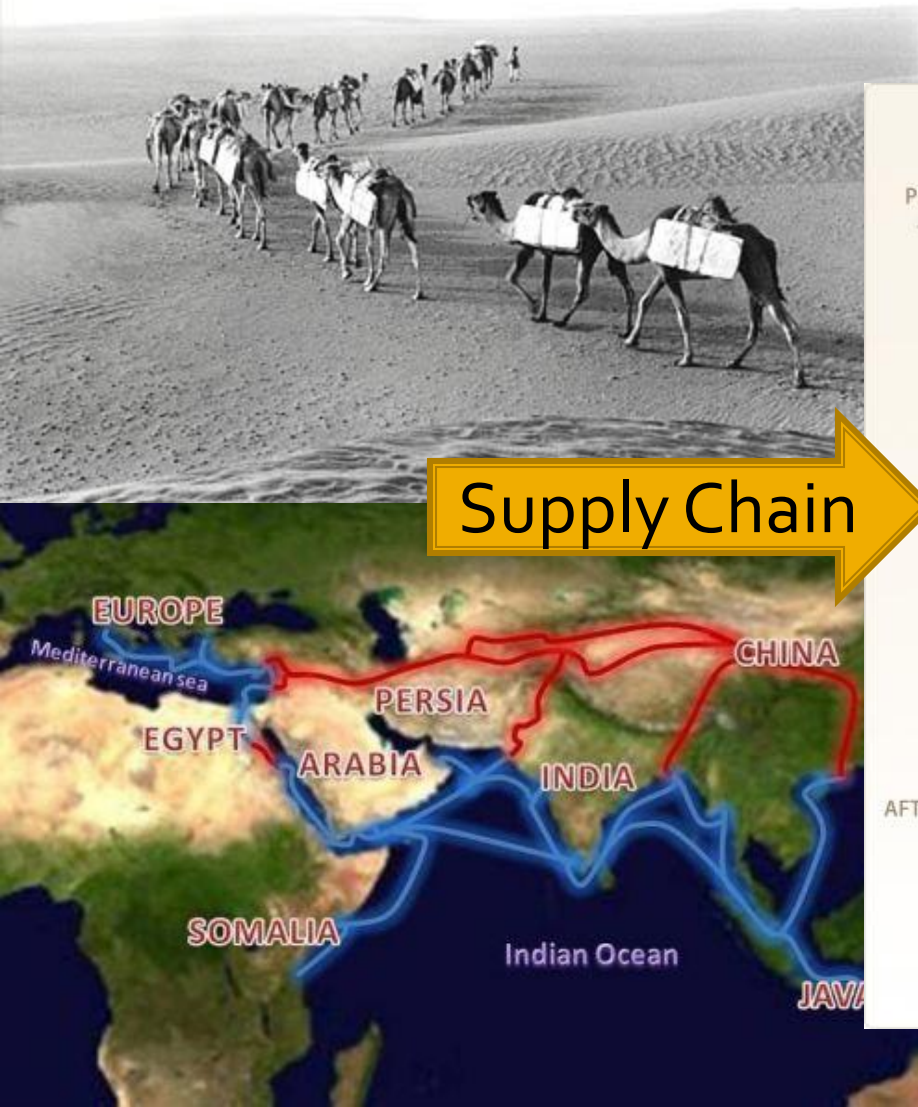 Supply Chain
EUROPE
Mediterranean sea
CHINA
PERSIA
EGYPT
ARABIA
INDIA
SOMALIA
Indian Ocean